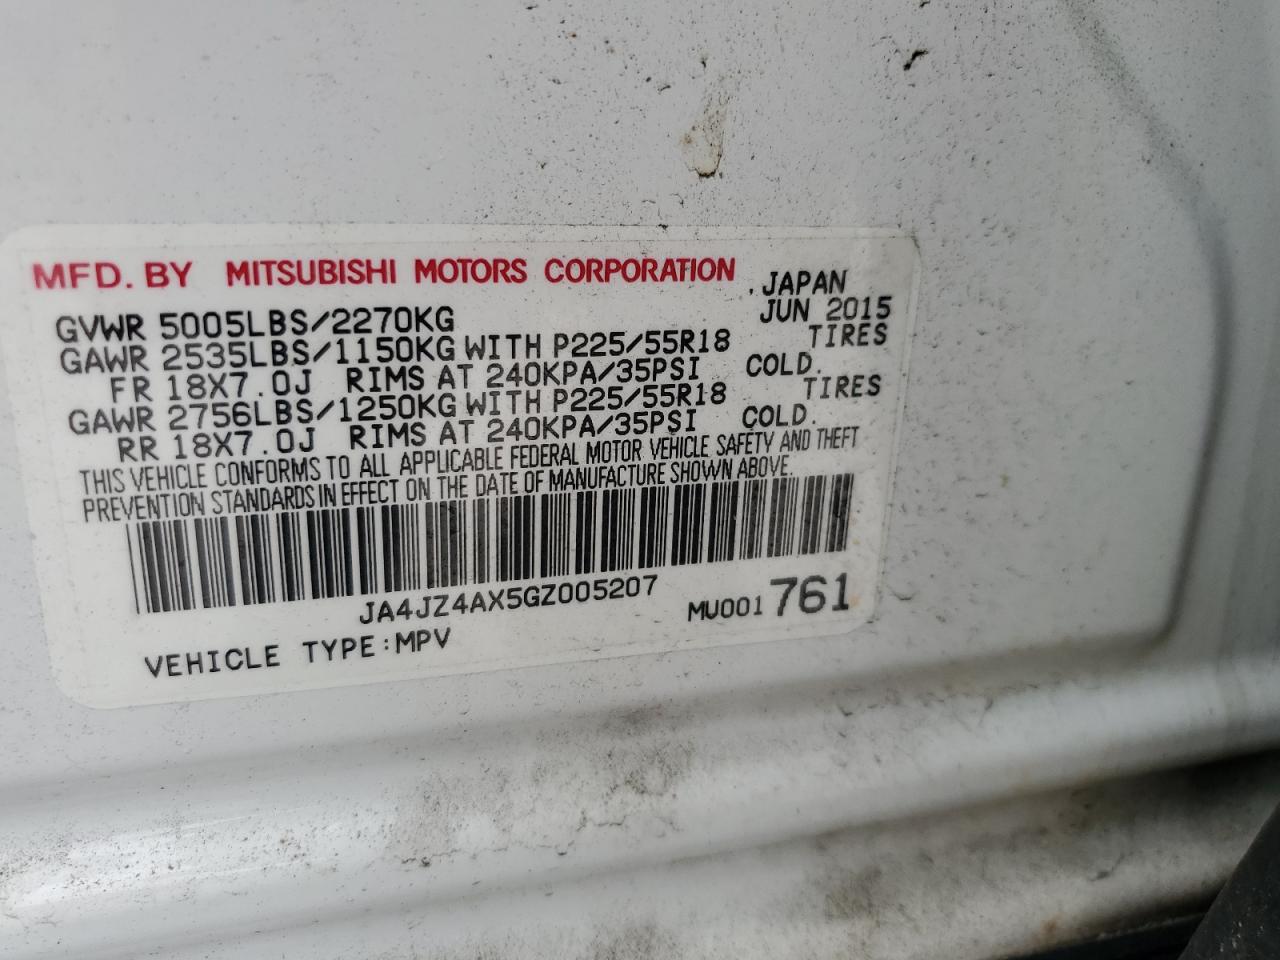 MFD. BY MITSUBISHI MOTORS CORPORATION , JAPAN
GVWR 5005LBS/2270KG JUN 2015
GAWR 2535LBS/1150KG WITH P225/55R18 TIRES
FR 18X7.0J RIMS AT 240KPA/35PSI COLD.
GAWR 2756LBS/1250KG WITH P225/55R18 TIRES
RR 18X7.0J RIMS AT 240KPA/35PSI COLD.
THIS VEHICLE CONFORMS TO ALL APPLICABLE FEDERAL MOTOR VEHICLE SAFETY AND THEFT
PREVENTION STANDARDS IN EFFECT ON THE DATE OF MANUFACTURE SHOWN ABOVE.
JA4JZ4AX5GZ005207 MU001761
VEHICLE TYPE:MPV